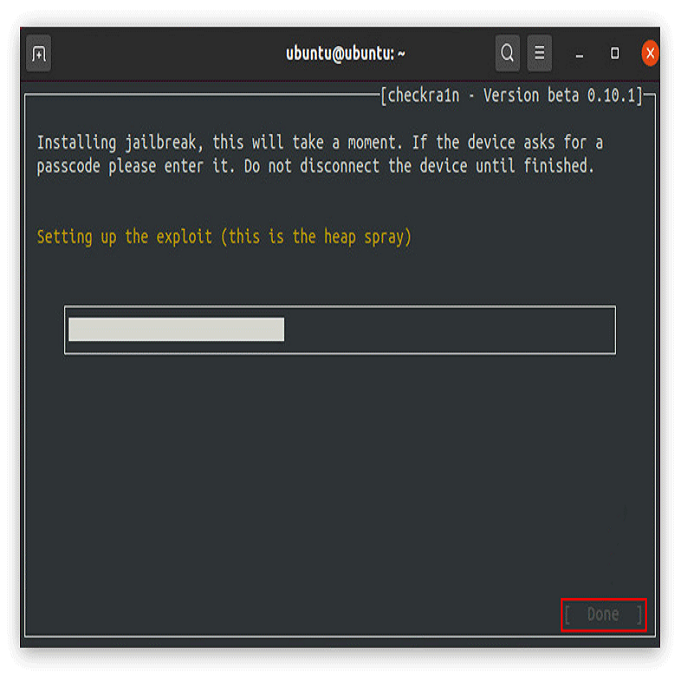 ubuntu@ubuntu: ~
[checkra1n - Version beta 0.10.1]
Installing jailbreak, this will take a moment. If the device asks for a
passcode please enter it. Do not disconnect the device until finished.
Setting up the exploit (this is the heap spray)
[ Done ]